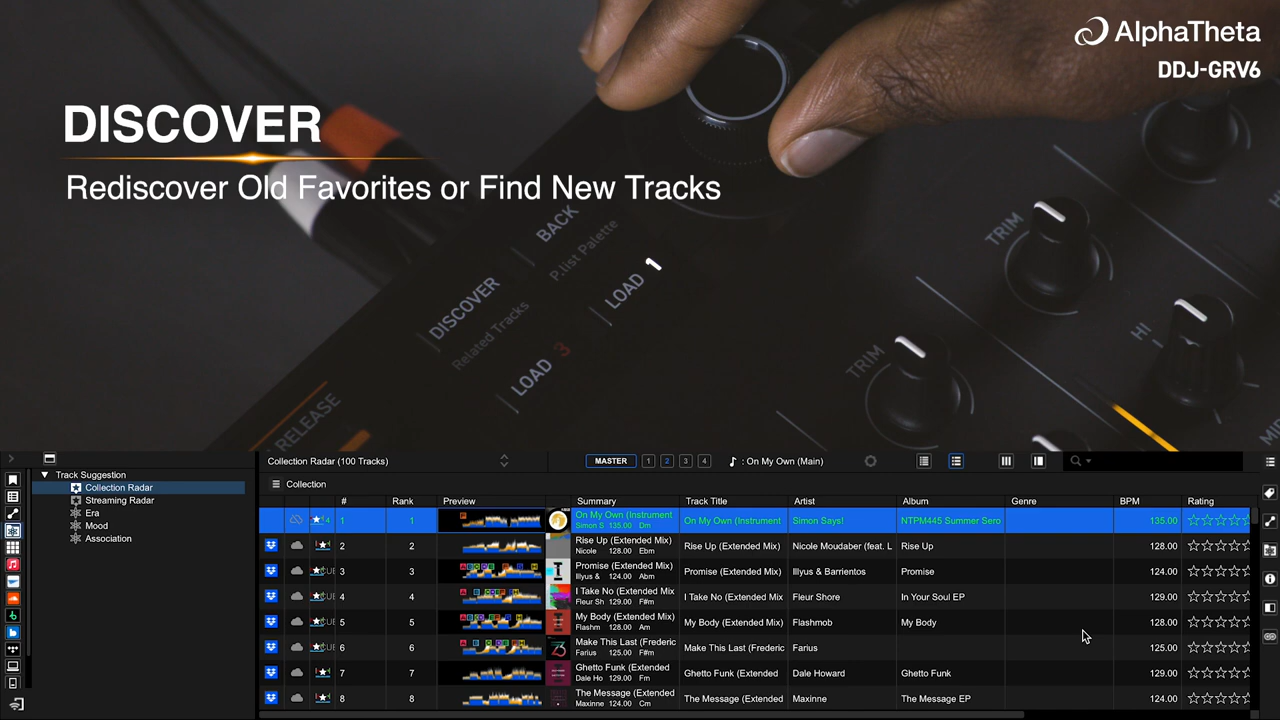 AlphaTheta
DDJ-GRV6
DISCOVER
Rediscover Old Favorites or Find New Tracks
BACK
P.list Palette
DISCOVER
Related Tracks
LOAD 1
LOAD 3
RELEASE
TRIM
TRIM
HI
MID
Track Suggestion
Collection Radar
Streaming Radar
Era
Mood
Association
Collection Radar (100 Tracks)
MASTER 1 2 3 4
: On My Own (Main)
Collection
# Rank Preview Summary Track Title Artist Album Genre BPM Rating
1 1 On My Own (Instrument Simon S 135.00 Dm On My Own (Instrument Simon Says! NTPM445 Summer Sero 135.00
2 2 Rise Up (Extended Mix) Nicole 128.00 Ebm Rise Up (Extended Mix) Nicole Moudaber (feat. L Rise Up 128.00
3 3 Promise (Extended Mix) Illyus & 124.00 Abm Promise (Extended Mix) Illyus & Barrientos Promise 124.00
4 4 I Take No (Extended Mix) Fleur Sh 129.00 F#m I Take No (Extended Mix Fleur Shore In Your Soul EP 129.00
5 5 My Body (Extended Mix) Flashm 128.00 Am My Body (Extended Mix) Flashmob My Body 128.00
6 6 Make This Last (Frederic Farius 125.00 F#m Make This Last (Frederic Farius 125.00
7 7 Ghetto Funk (Extended Dale Ho 129.00 Em Ghetto Funk (Extended Dale Howard Ghetto Funk 129.00
8 8 The Message (Extended Maxinne 124.00 Cm The Message (Extended Maxinne The Message EP 124.00